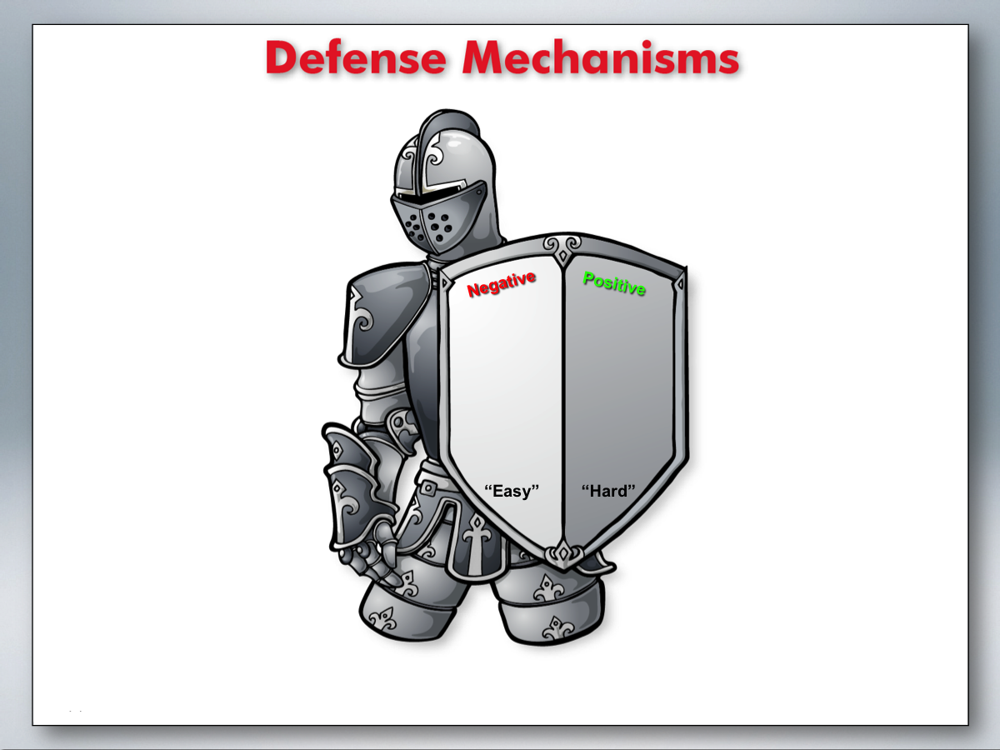 Defense Mechanisms
Negative
Positive
“Easy”
“Hard”